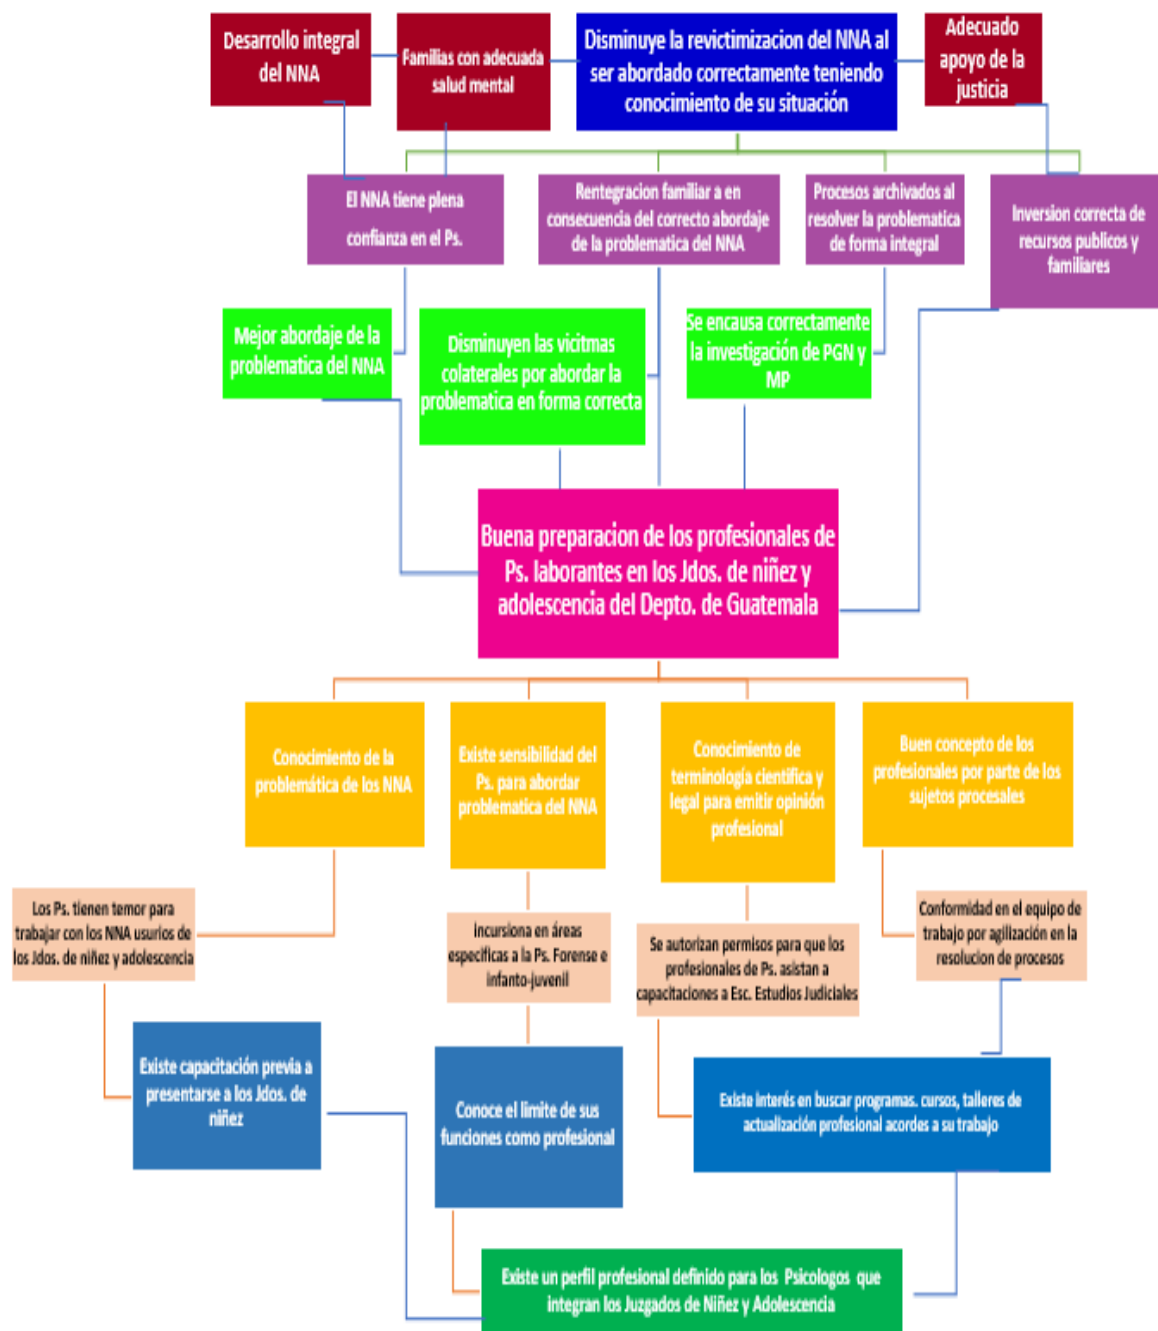 Desarrollo integral
del NNA
Familias con adecuada
salud mental
Disminuye la revictimizacion del NNA al
ser abordado correctamente teniendo
conocimiento de su situación
Adecuado
apoyo de la
justicia
El NNA tiene plena
confianza en el Ps.
Rentegracion familiar a en
consecuencia del correcto abordaje
de la problematica del NNA
Procesos archivados al
resolver la problematica
de forma integral
Inversion correcta de
recursos publicos y
familiares
Mejor abordaje de la
problematica del NNA
Disminuyen las vicitmas
colaterales por abordar la
problematica en forma correcta
Se encausa correctamente
la investigación de PGN y
MP
Buena preparacion de los profesionales de
Ps. laborantes en los Jdos. de niñez y
adolescencia del Depto. de Guatemala
Conocimiento de la
problemática de los NNA
Existe sensibilidad del
Ps. para abordar
problematica del NNA
Conocimiento de
terminología cientifica y
legal para emitir opinión
profesional
Buen concepto de los
profesionales por parte de los
sujetos procesales
Los Ps. tienen temor para
trabajar con los NNA usurios de
los Jdos. de niñez y adolescencia
Incursiona en áreas
especificas a la Ps. Forense e
infanto-juvenil
Se autorizan permisos para que los
profesionales de Ps. asistan a
capacitaciones a Esc. Estudios Judiciales
Conformidad en el equipo de
trabajo por agilización en la
resolucion de procesos
Existe capacitación previa a
presentarse a los Jdos. de
niñez
Conoce el limite de sus
funciones como profesional
Existe interés en buscar programas. cursos, talleres de
actualización profesional acordes a su trabajo
Existe un perfil profesional definido para los Psicologos que
integran los Juzgados de Niñez y Adolescencia